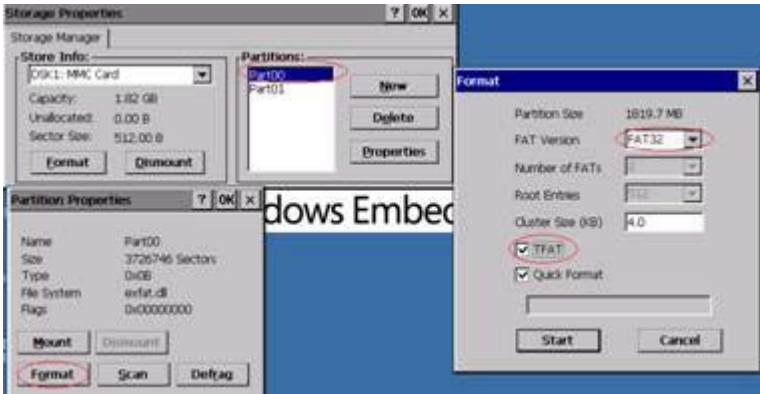 Storage Properties ? OK ×
Storage Manager
Store Info:
DSK1: MMC Card
Capacity: 1.82 GB
Unallocated: 0.00 B
Sector Size: 512.00 B
Format Dismount
Partitions:
Part00
Part01
New
Delete
Properties
Partition Properties ? OK ×
Name Part00
Size 3726746 Sectors
Type 0x0B
File System exfat.dll
Flags 0x00000000
Mount Dismount
Format Scan Defrag
dows Embed
Format ×
Partition Size 1819.7 MB
FAT Version FAT32
Number of FATs
Root Entries 512
Cluster Size (KB) 4.0
TFAT
Quick Format
Start Cancel